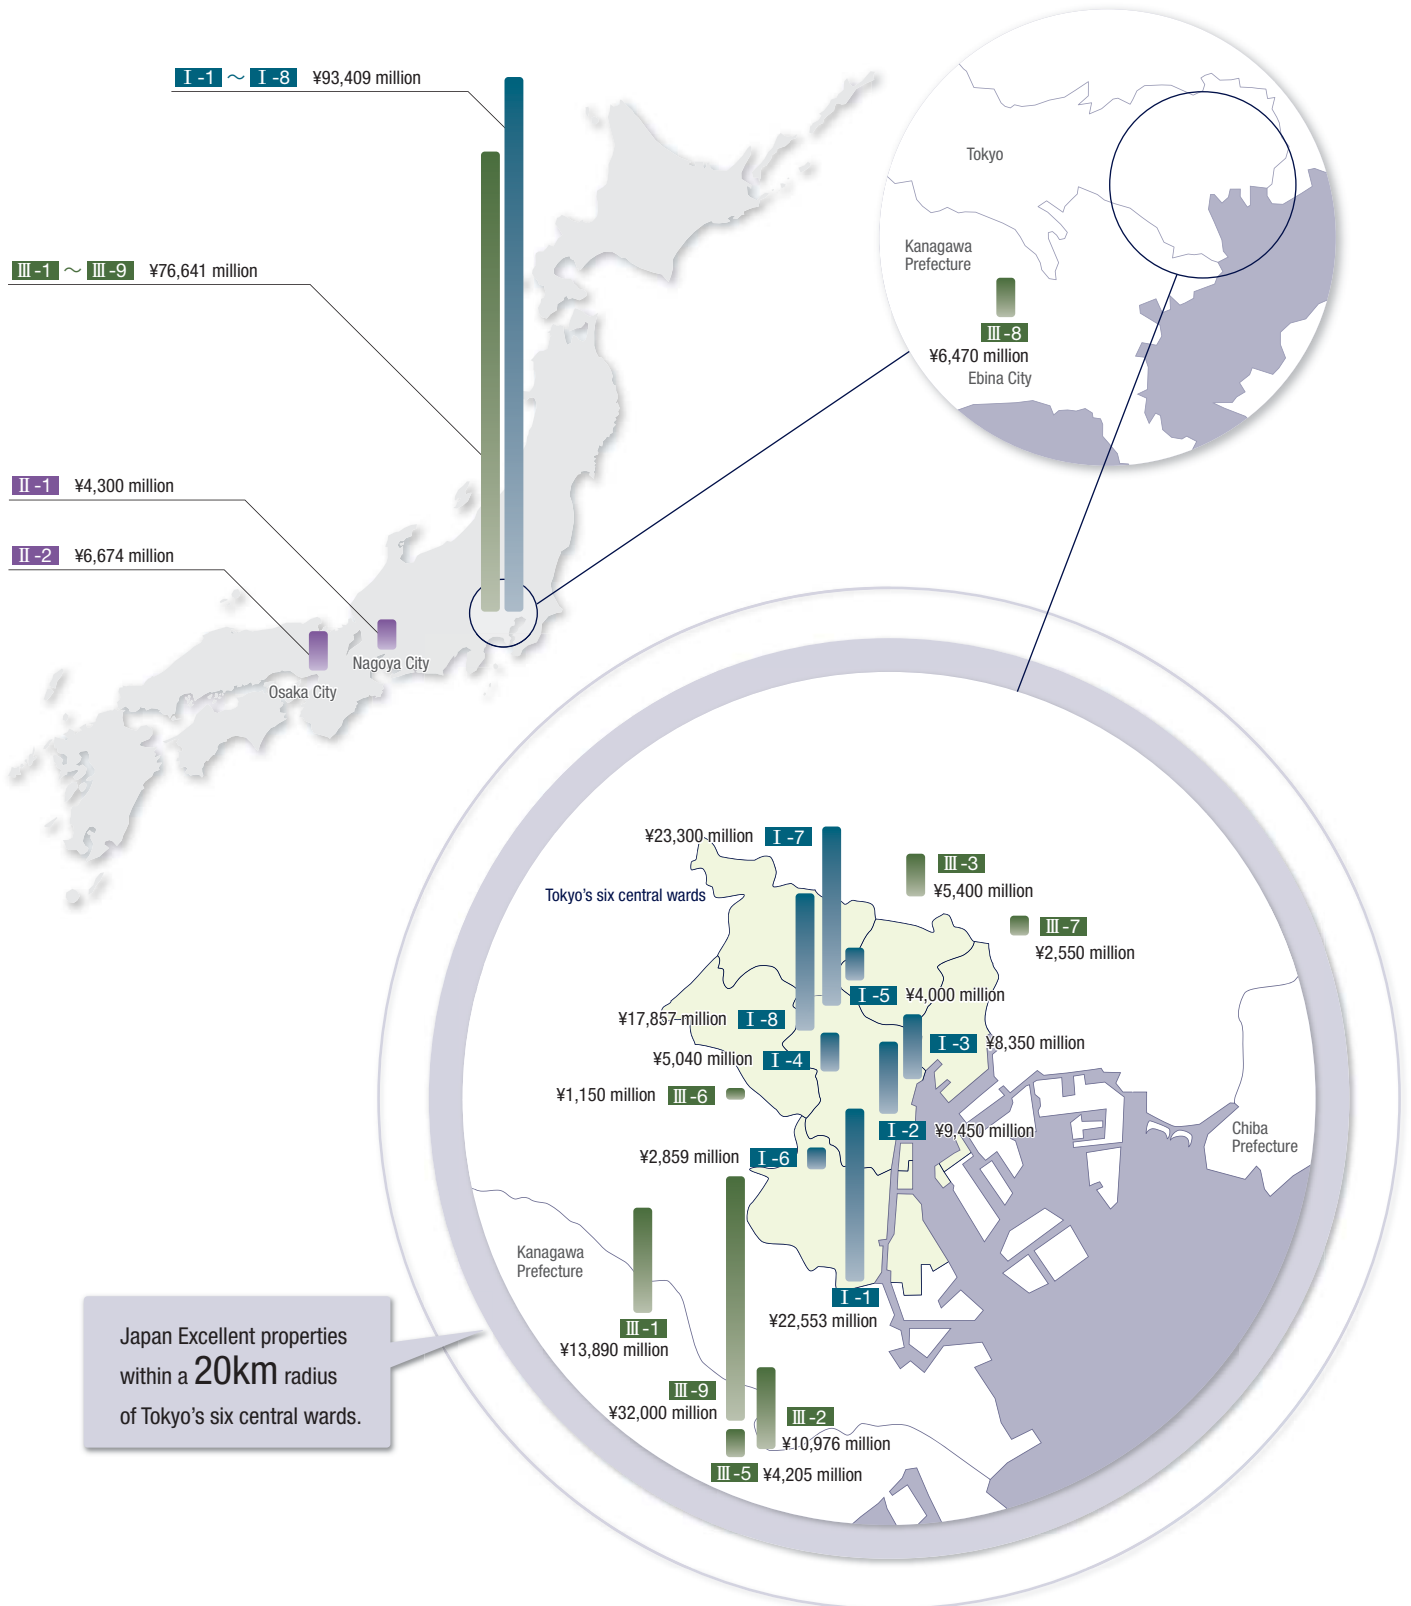 Ⅰ-1 ～ Ⅰ-8 ¥93,409 million
Ⅲ-1 ～ Ⅲ-9 ¥76,641 million
Ⅱ-1 ¥4,300 million
Ⅱ-2 ¥6,674 million
Nagoya City
Osaka City
Tokyo
Kanagawa
Prefecture
Ⅲ-8
¥6,470 million
Ebina City
¥23,300 million Ⅰ-7
Ⅲ-3
¥5,400 million
Tokyo’s six central wards
Ⅲ-7
¥2,550 million
Ⅰ-5 ¥4,000 million
¥17,857 million Ⅰ-8
Ⅰ-3 ¥8,350 million
¥5,040 million Ⅰ-4
¥1,150 million Ⅲ-6
Ⅰ-2 ¥9,450 million
Chiba
Prefecture
¥2,859 million Ⅰ-6
Kanagawa
Prefecture
Ⅰ-1
¥22,553 million
Ⅲ-1
¥13,890 million
Ⅲ-9
¥32,000 million
Ⅲ-2
¥10,976 million
Ⅲ-5 ¥4,205 million
Japan Excellent properties
within a 20km radius
of Tokyo’s six central wards.